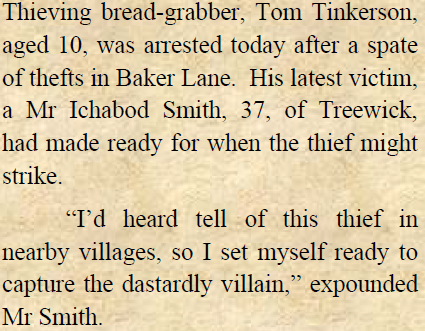 Thieving bread-grabber, Tom Tinkerson,
aged 10, was arrested today after a spate
of thefts in Baker Lane.  His latest victim,
a Mr Ichabod Smith, 37, of Treewick,
had made ready for when the thief might
strike.
“I’d heard tell of this thief in
nearby villages, so I set myself ready to
capture the dastardly villain,” expounded
Mr Smith.